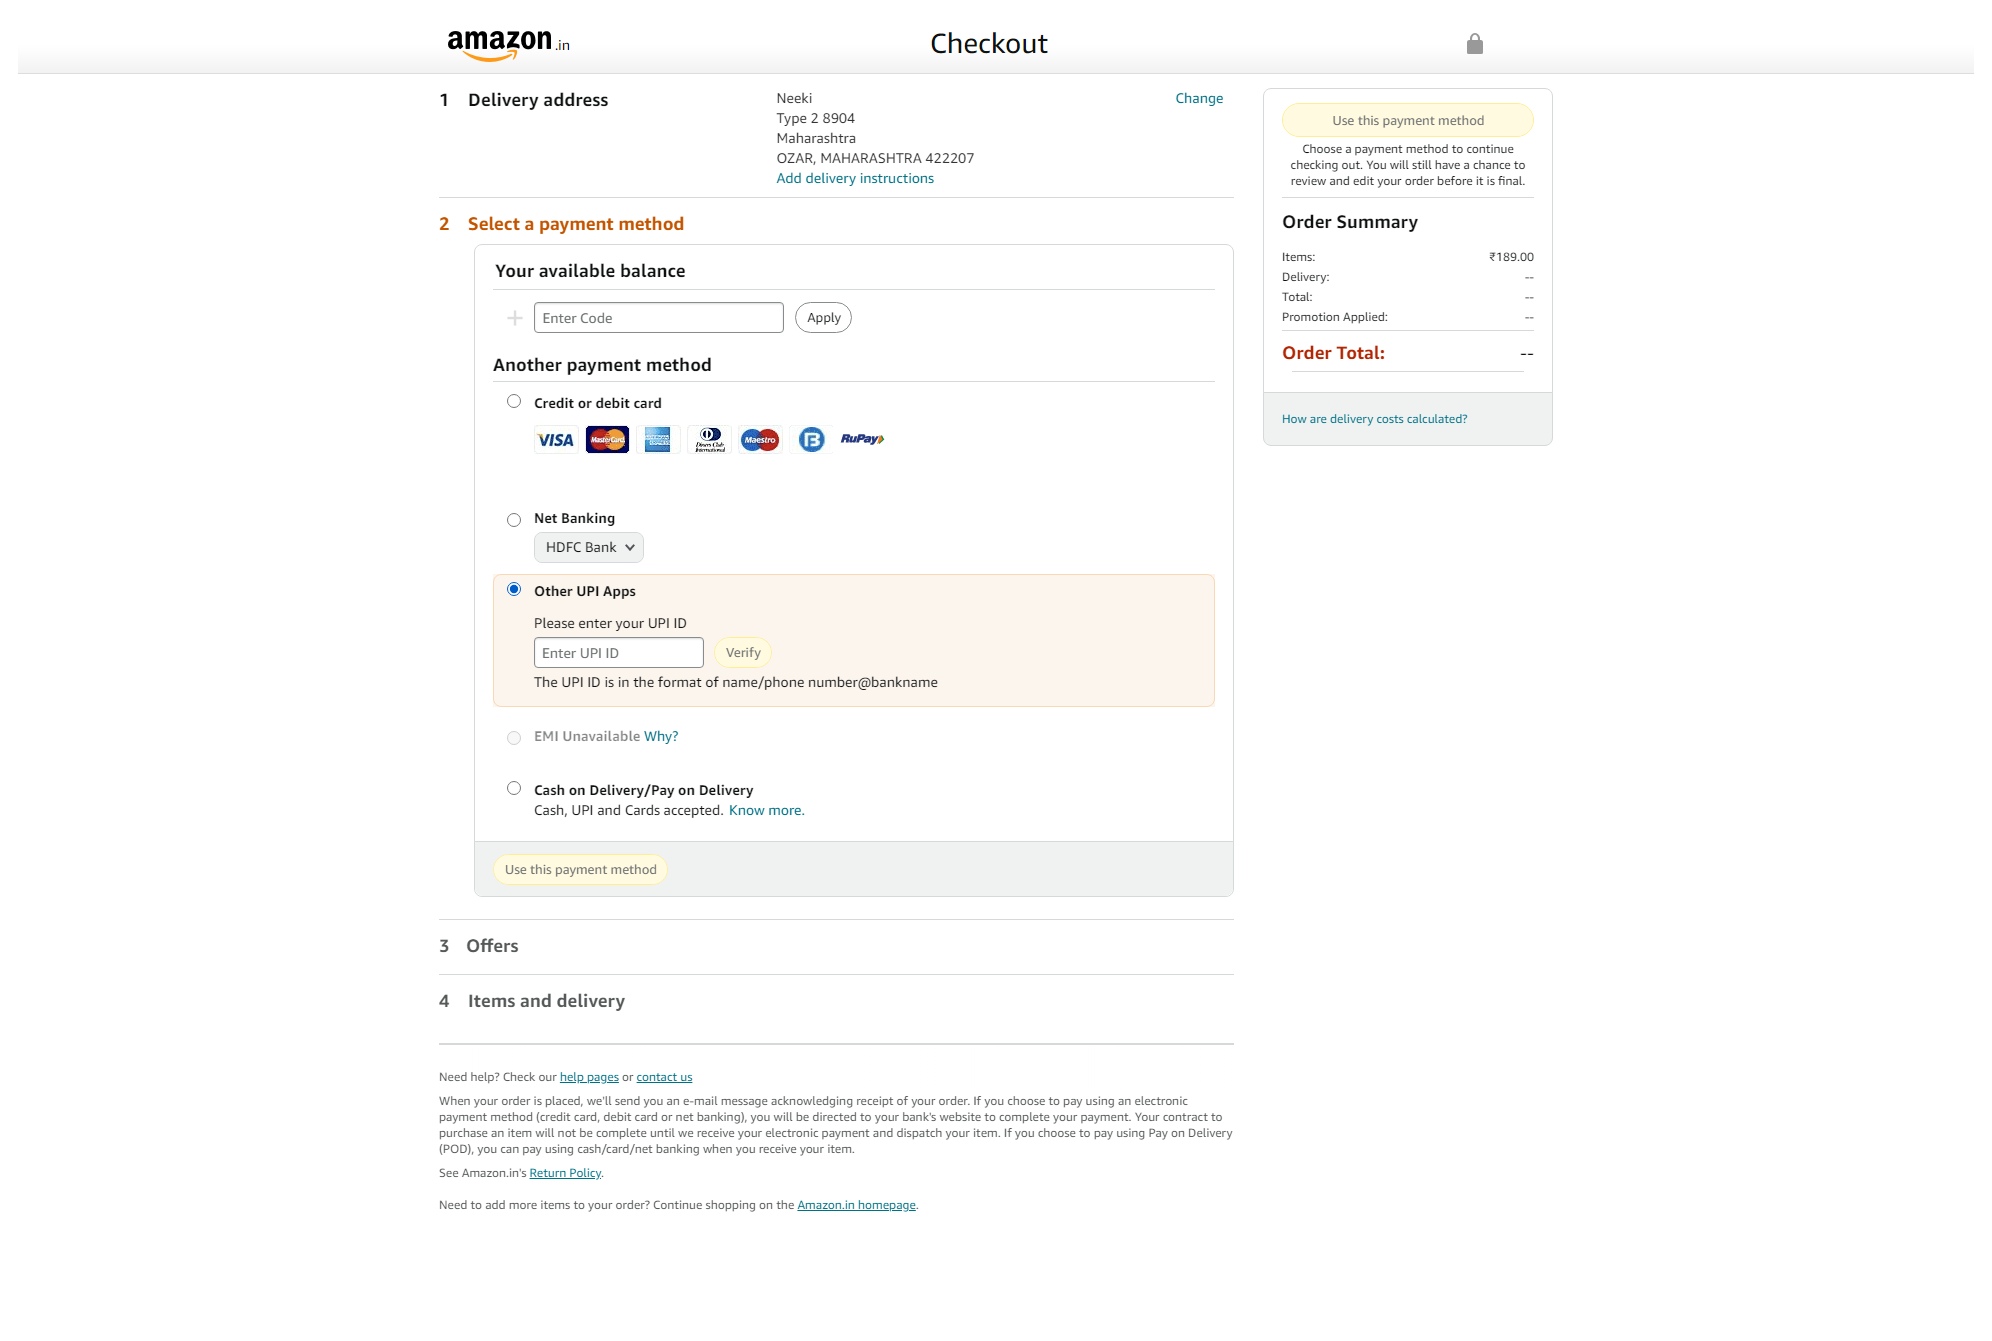 amazon.in
Checkout
1 Delivery address
Neeki
Type 2 8904
Maharashtra
OZAR, MAHARASHTRA 422207
Add delivery instructions
Change
2 Select a payment method
Your available balance
Enter Code
Apply
Another payment method
Credit or debit card
VISA MasterCard AMERICAN EXPRESS Diners Club International Maestro B RuPay
Net Banking
HDFC Bank
Other UPI Apps
Please enter your UPI ID
Enter UPI ID
Verify
The UPI ID is in the format of name/phone number@bankname
EMI Unavailable Why?
Cash on Delivery/Pay on Delivery
Cash, UPI and Cards accepted. Know more.
Use this payment method
3 Offers
4 Items and delivery
Need help? Check our help pages or contact us
When your order is placed, we'll send you an e-mail message acknowledging receipt of your order. If you choose to pay using an electronic
payment method (credit card, debit card or net banking), you will be directed to your bank's website to complete your payment. Your contract to
purchase an item will not be complete until we receive your electronic payment and dispatch your item. If you choose to pay using Pay on Delivery
(POD), you can pay using cash/card/net banking when you receive your item.
See Amazon.in's Return Policy.
Need to add more items to your order? Continue shopping on the Amazon.in homepage.
Use this payment method
Choose a payment method to continue
checking out. You will still have a chance to
review and edit your order before it is final.
Order Summary
Items: ₹189.00
Delivery: --
Total: --
Promotion Applied: --
Order Total: --
How are delivery costs calculated?